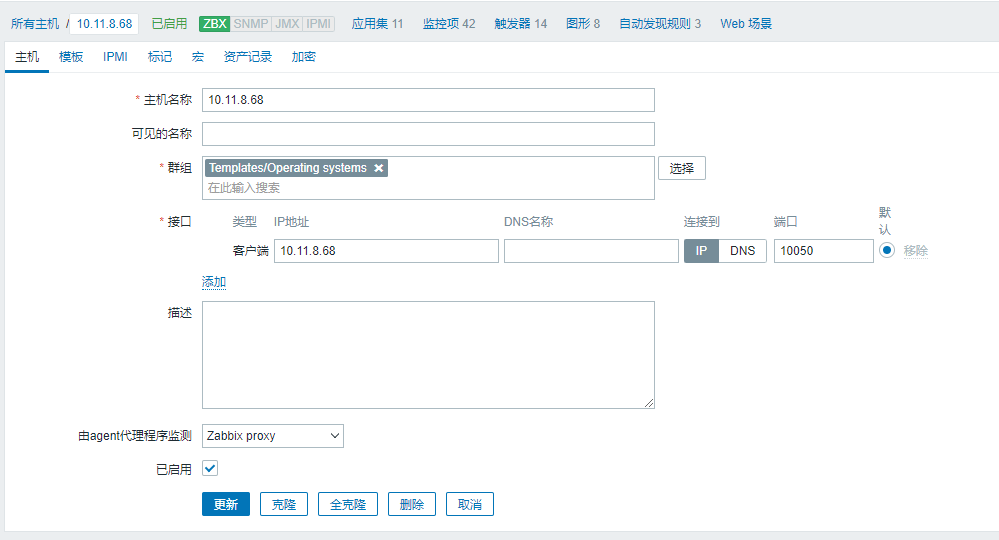 所有主机 / 10.11.8.68 已启用 ZBX SNMP JMX IPMI 应用集 11 监控项 42 触发器 14 图形 8 自动发现规则 3 Web 场景
主机 模板 IPMI 标记 宏 资产记录 加密
* 主机名称 10.11.8.68
可见的名称
* 群组 Templates/Operating systems ✖ 选择
在此输入搜索
* 接口 类型 IP地址 DNS名称 连接到 端口 默认
客户端 10.11.8.68 IP DNS 10050 移除
添加
描述
由agent代理程序监测 Zabbix proxy
已启用
更新 克隆 全克隆 删除 取消